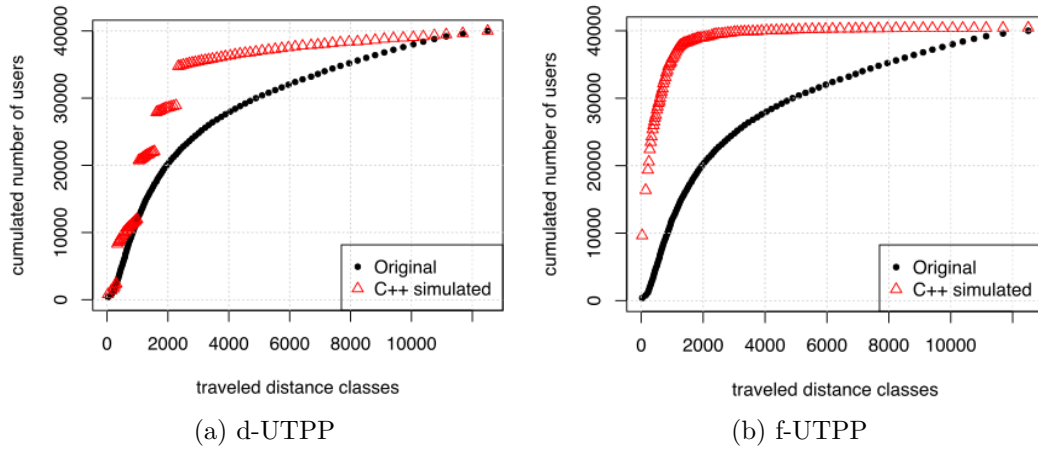 cumulated number of users
40000
30000
20000
10000
0
Original
C++ simulated
0 2000 4000 6000 8000 10000
traveled distance classes
(a) d-UTPP
cumulated number of users
40000
30000
20000
10000
0
Original
C++ simulated
0 2000 4000 6000 8000 10000
traveled distance classes
(b) f-UTPP